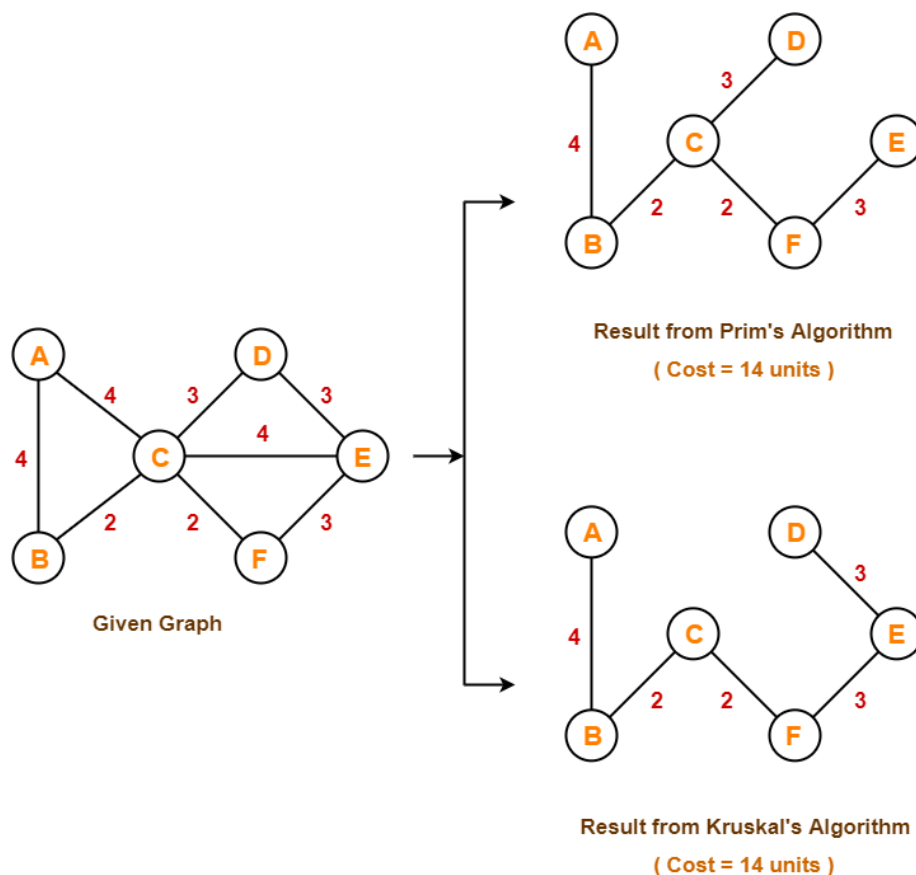 A
D
3
C
E
4
2
2
3
B
F
Result from Prim's Algorithm
( Cost = 14 units )
A
D
4
3
3
4
4
C
E
2
2
3
B
F
Given Graph
A
D
3
C
E
4
2
2
3
B
F
Result from Kruskal's Algorithm
( Cost = 14 units )